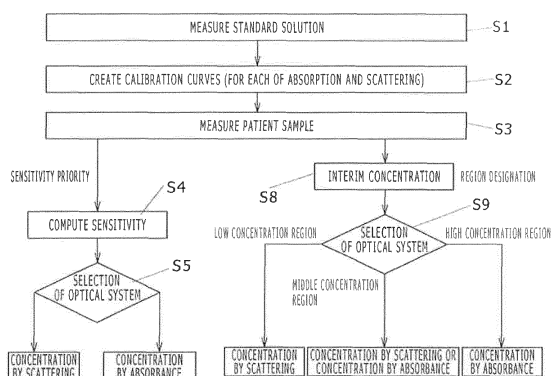 MEASURE STANDARD SOLUTION
S1
CREATE CALIBRATION CURVES (FOR EACH OF ABSORPTION AND SCATTERING)
S2
MEASURE PATIENT SAMPLE
S3
SENSITIVITY PRIORITY
S4
COMPUTE SENSITIVITY
S5
SELECTION
OF OPTICAL SYSTEM
CONCENTRATION
BY SCATTERING
CONCENTRATION
BY ABSORBANCE
S8
INTERIM CONCENTRATION
REGION DESIGNATION
S9
LOW CONCENTRATION REGION
SELECTION
OF OPTICAL SYSTEM
HIGH CONCENTRATION REGION
MIDDLE CONCENTRATION
REGION
CONCENTRATION
BY SCATTERING
CONCENTRATION BY SCATTERING OR
CONCENTRATION BY ABSORBANCE
CONCENTRATION
BY ABSORBANCE